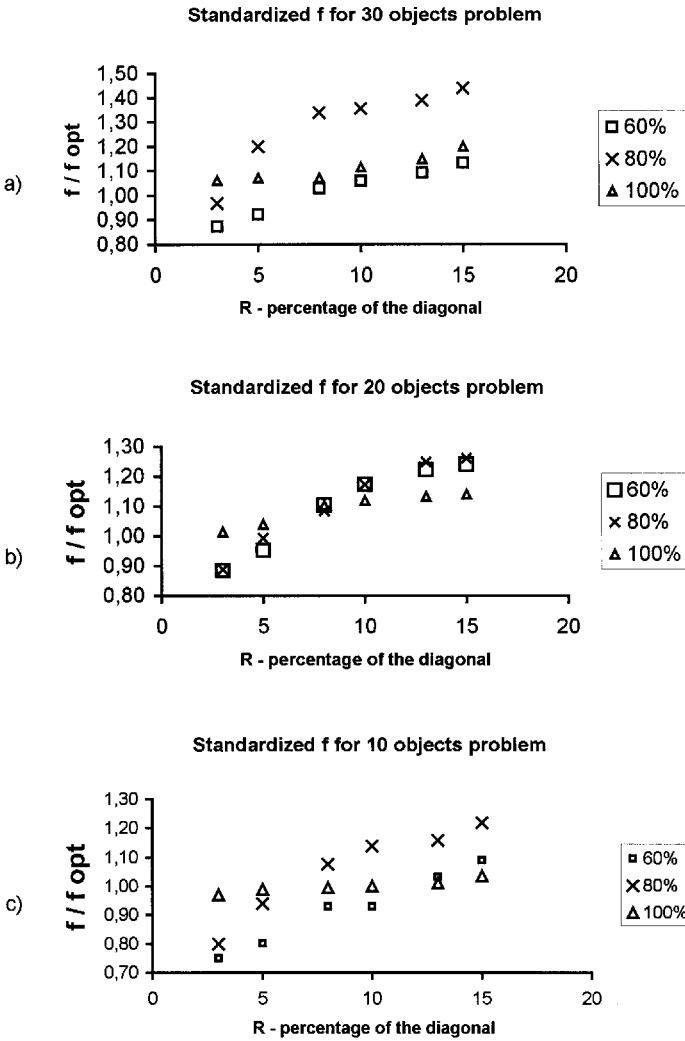 Standardized f for 30 objects problem
1,50
1,40
1,30
1,20
1,10
1,00
0,90
0,80
f / f opt
a)
0 5 10 15 20
R - percentage of the diagonal
60%
80%
100%
Standardized f for 20 objects problem
1,30
1,20
1,10
1,00
0,90
0,80
f / f opt
b)
0 5 10 15 20
R - percentage of the diagonal
60%
80%
100%
Standardized f for 10 objects problem
1,30
1,20
1,10
1,00
0,90
0,80
0,70
f / f opt
c)
0 5 10 15 20
R - percentage of the diagonal
60%
80%
100%